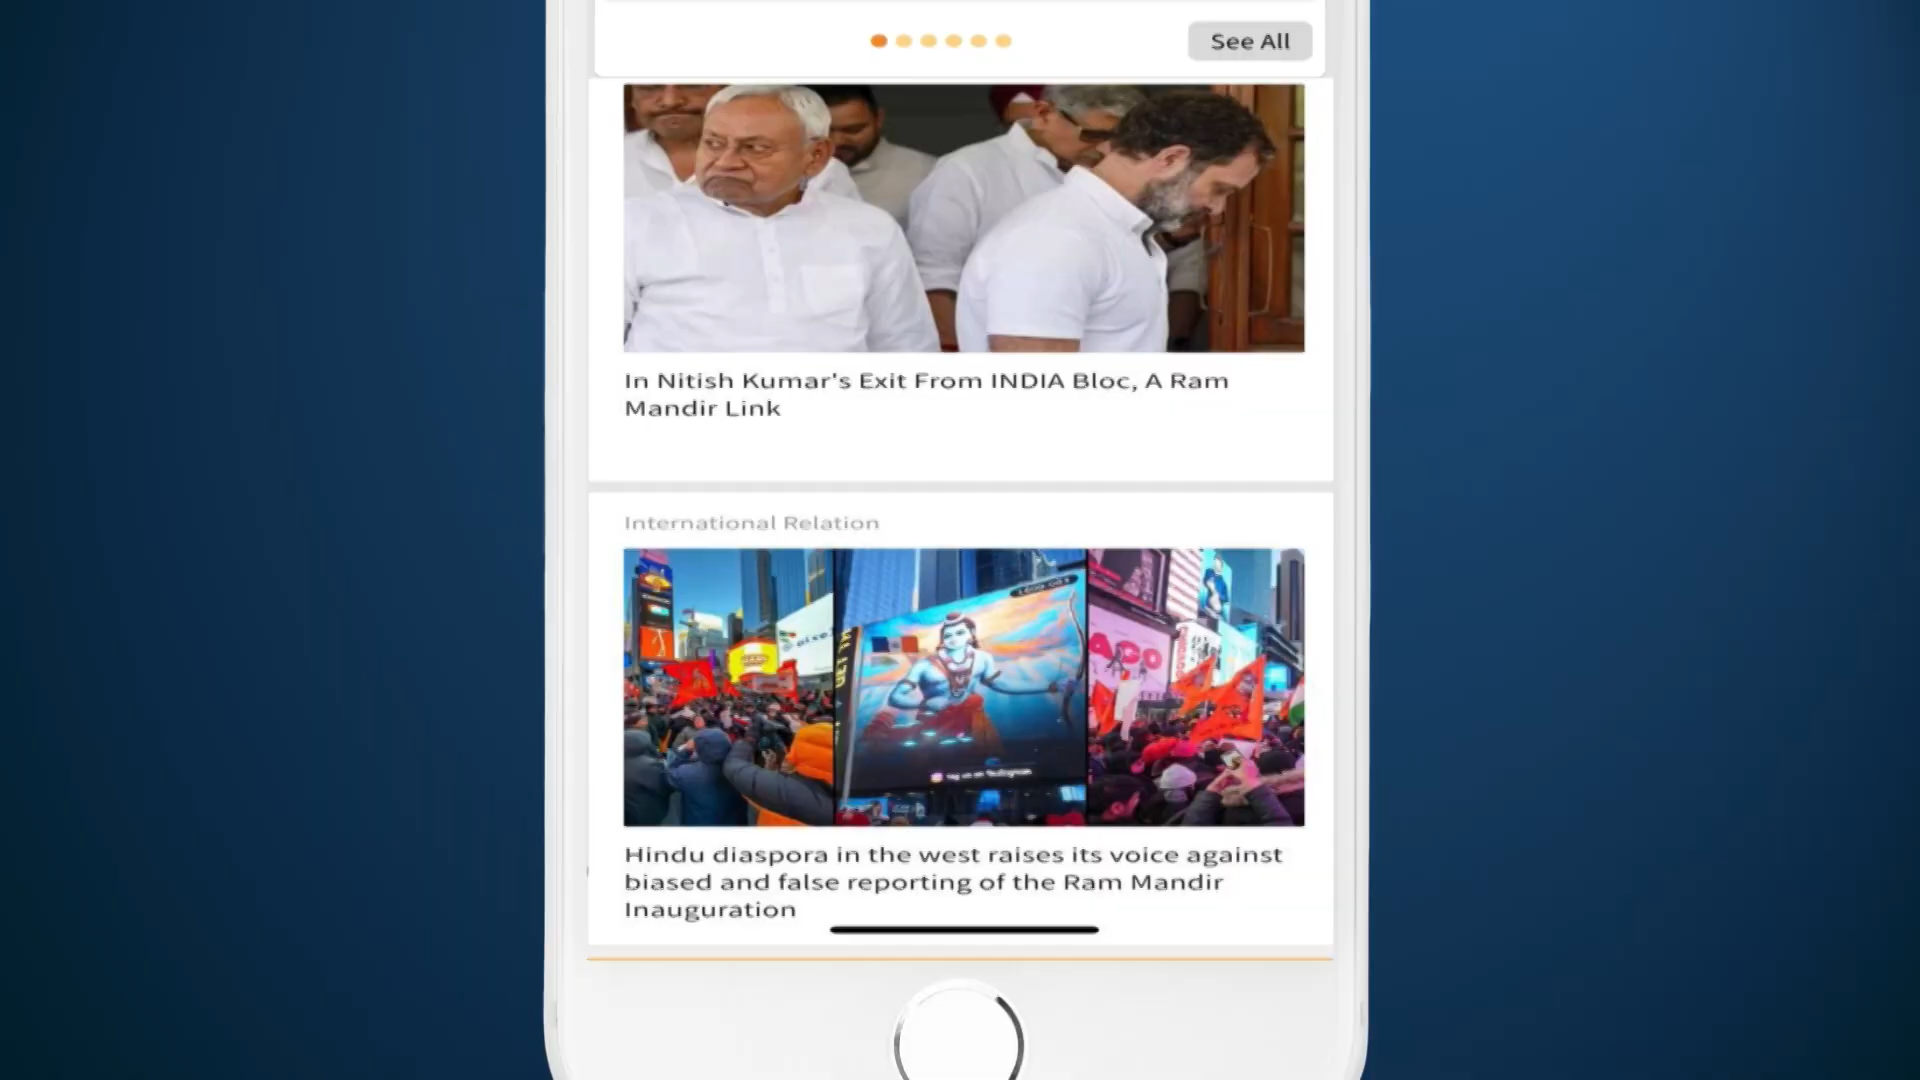 See All
In Nitish Kumar's Exit From INDIA Bloc, A Ram
Mandir Link
International Relation
AGO
Hindu diaspora in the west raises its voice against
biased and false reporting of the Ram Mandir
Inauguration